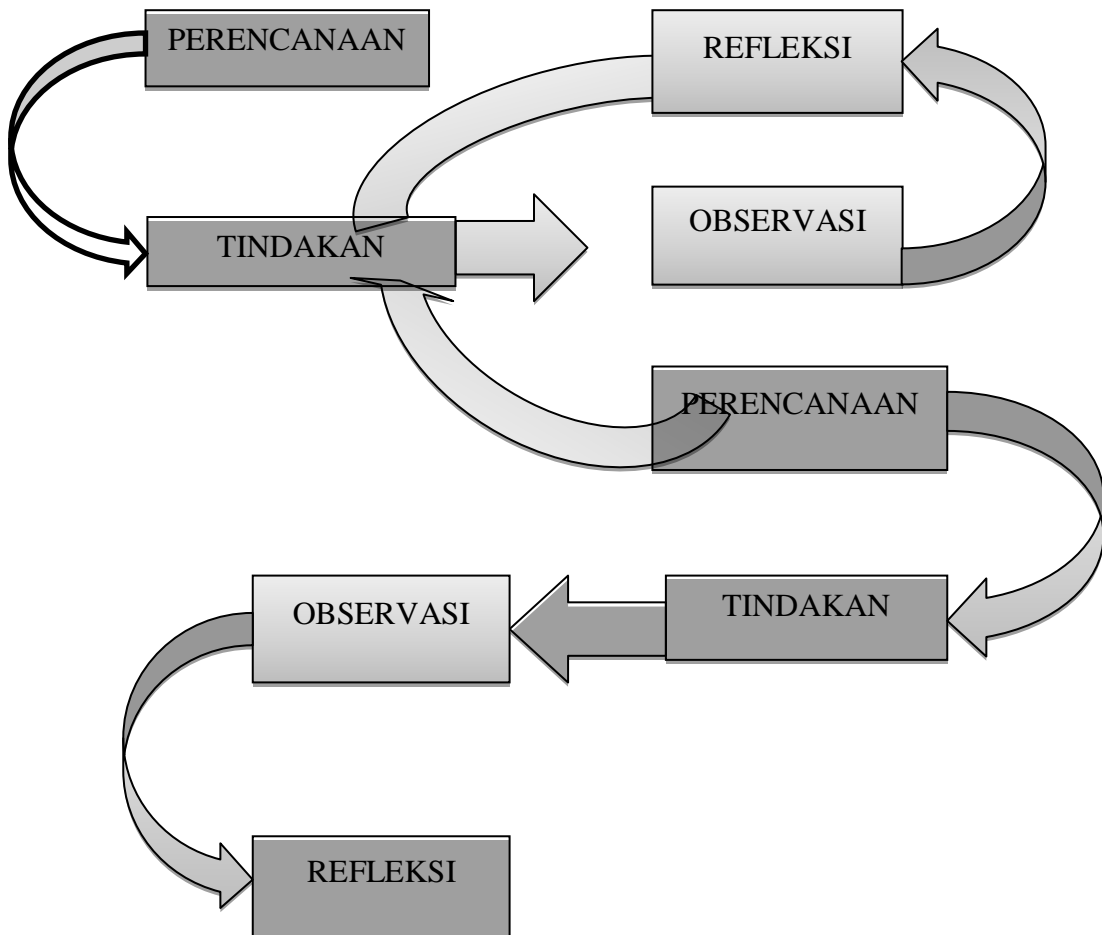 PERENCANAAN
REFLEKSI
TINDAKAN
OBSERVASI
PERENCANAAN
OBSERVASI
TINDAKAN
REFLEKSI